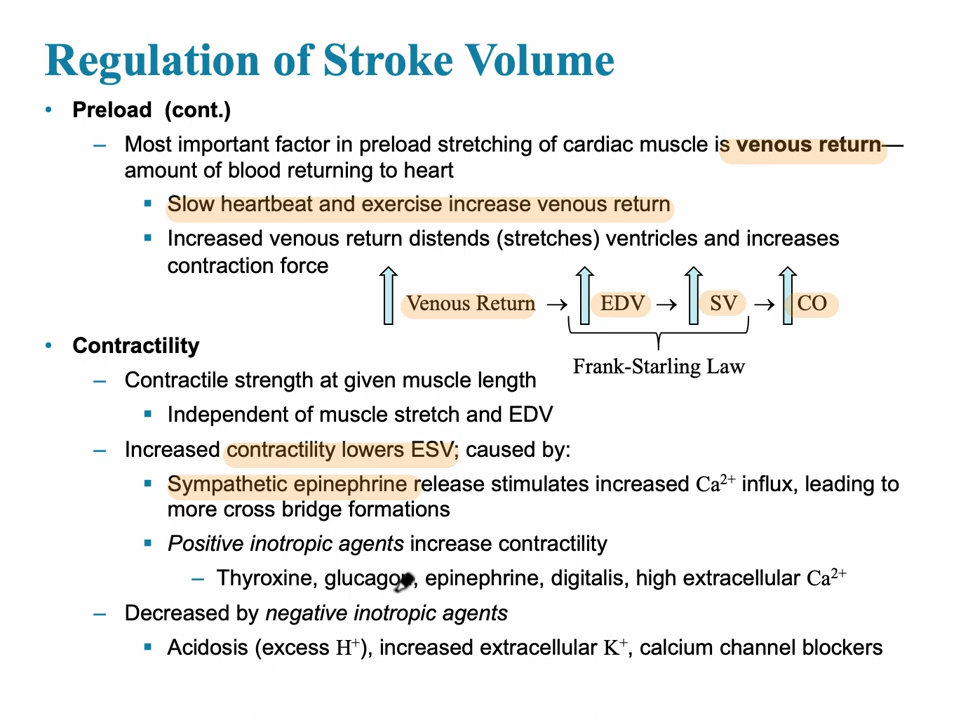 Regulation of Stroke Volume
• Preload (cont.)
– Most important factor in preload stretching of cardiac muscle is venous return—
amount of blood returning to heart
▪ Slow heartbeat and exercise increase venous return
▪ Increased venous return distends (stretches) ventricles and increases
contraction force
Venous Return → EDV → SV → CO
Frank-Starling Law
• Contractility
– Contractile strength at given muscle length
▪ Independent of muscle stretch and EDV
– Increased contractility lowers ESV; caused by:
▪ Sympathetic epinephrine release stimulates increased Ca²⁺ influx, leading to
more cross bridge formations
▪ Positive inotropic agents increase contractility
– Thyroxine, glucagon, epinephrine, digitalis, high extracellular Ca²⁺
– Decreased by negative inotropic agents
▪ Acidosis (excess H⁺), increased extracellular K⁺, calcium channel blockers